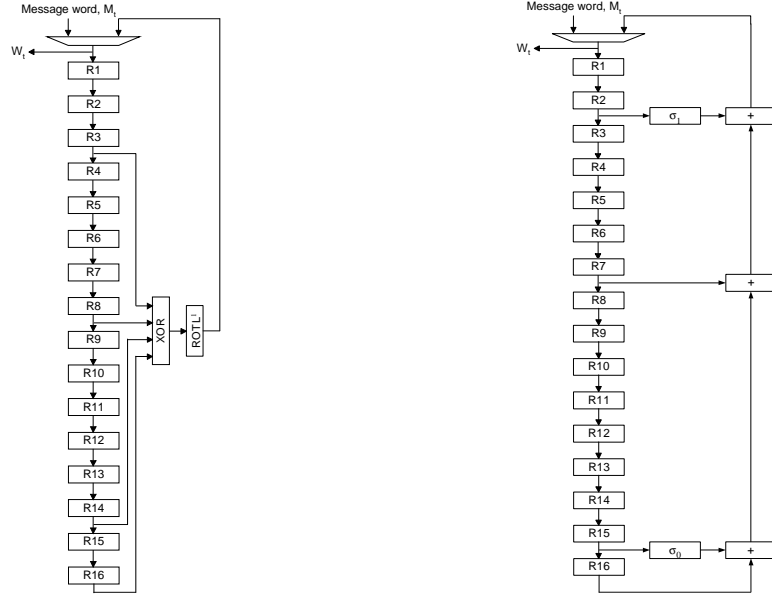 Message word, Mt
Wt
R1
R2
R3
R4
R5
R6
R7
R8
R9
R10
R11
R12
R13
R14
R15
R16
XOR
ROTL¹
Message word, Mt
Wt
R1
R2
σ1
+
R3
R4
R5
R6
R7
+
R8
R9
R10
R11
R12
R13
R14
R15
σ0
+
R16